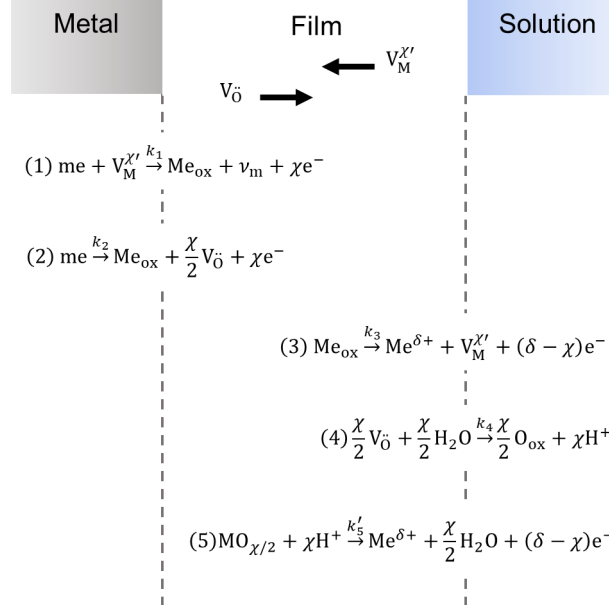 Metal Film Solution
V_M^{χ′}
V_Ö
(1) me + V_M^{χ′} →^{k_1} Me_ox + ν_m + χe⁻
(2) me →^{k_2} Me_ox + χ/2 V_Ö + χe⁻
(3) Me_ox →^{k_3} Me^{δ+} + V_M^{χ′} + (δ − χ)e⁻
(4) χ/2 V_Ö + χ/2 H₂O →^{k_4} χ/2 O_ox + χH⁺
(5) MO_{χ/2} + χH⁺ →^{k′_5} Me^{δ+} + χ/2 H₂O + (δ − χ)e⁻